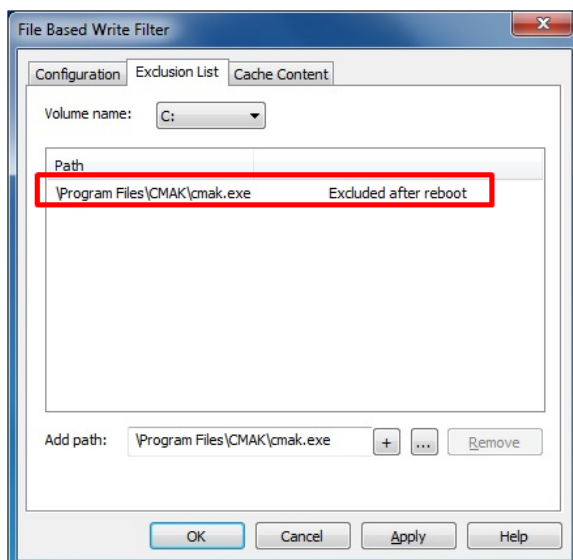 File Based Write Filter
Configuration Exclusion List Cache Content
Volume name: C:
Path
\Program Files\CMAK\cmak.exe Excluded after reboot
Add path: \Program Files\CMAK\cmak.exe + ... Remove
OK Cancel Apply Help